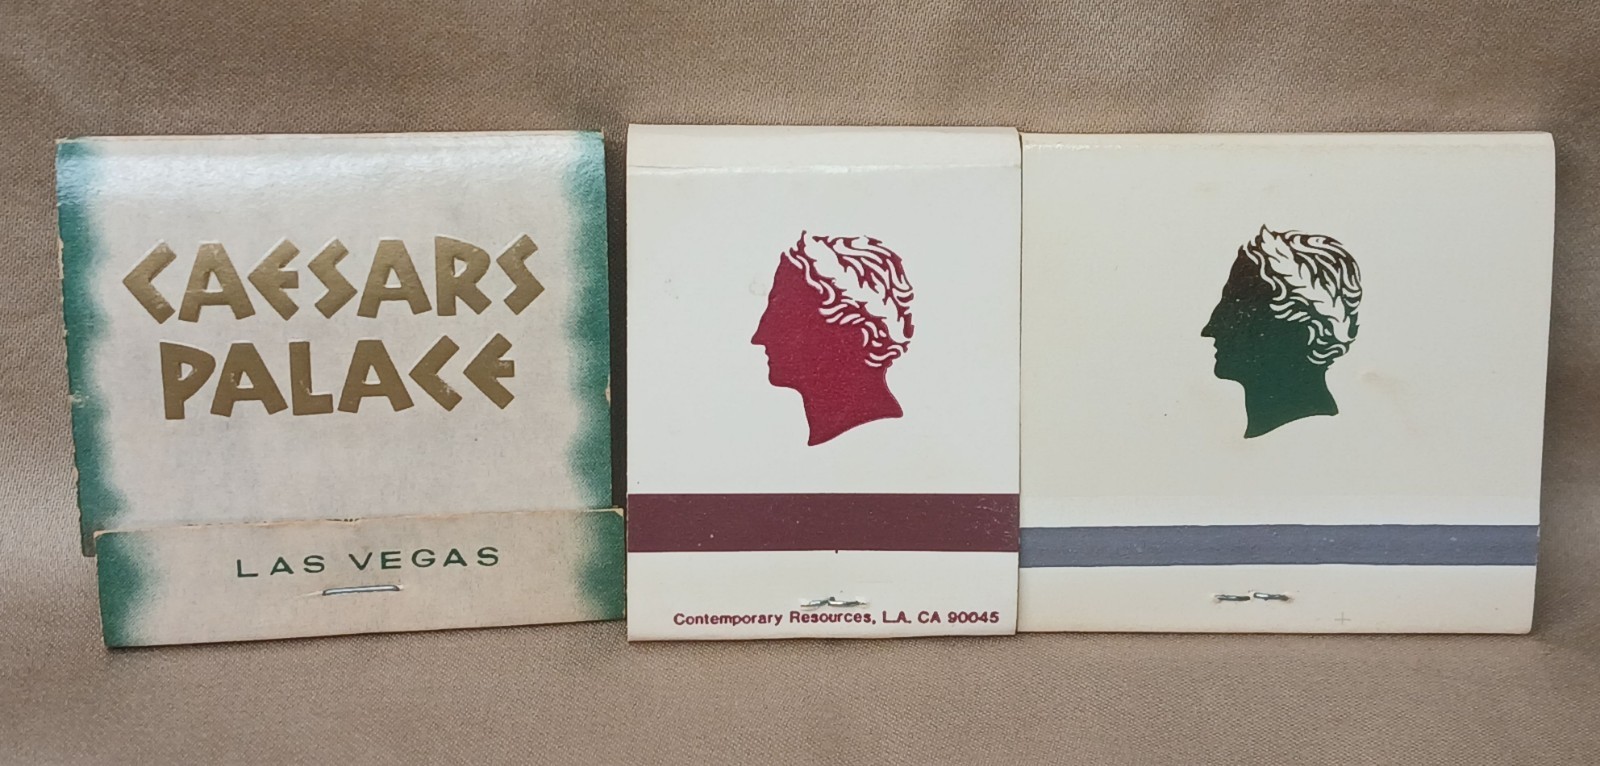 CAESARS
PALACE
LAS VEGAS
Contemporary Resources, L.A. CA 90045